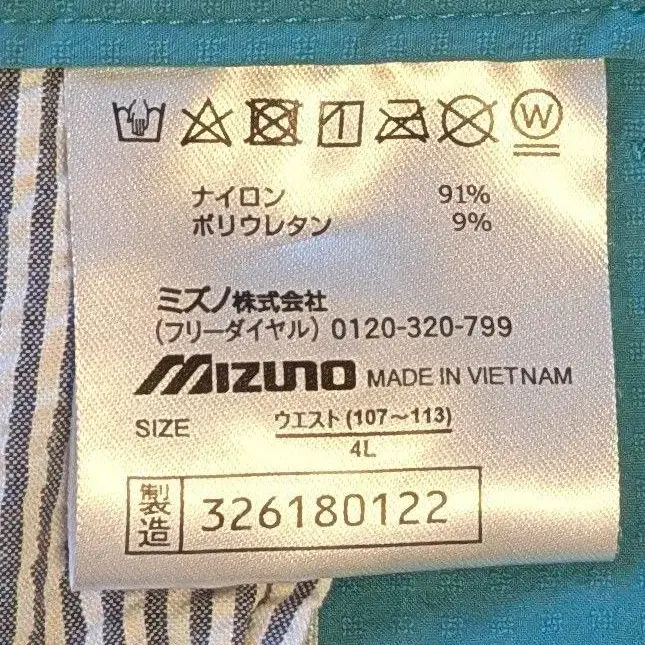 W
ナイロン 91%
ポリウレタン 9%
ミズノ株式会社
(フリーダイヤル) 0120-320-799
MIZUNO MADE IN VIETNAM
SIZE ウエスト(107～113)
4L
製造 326180122